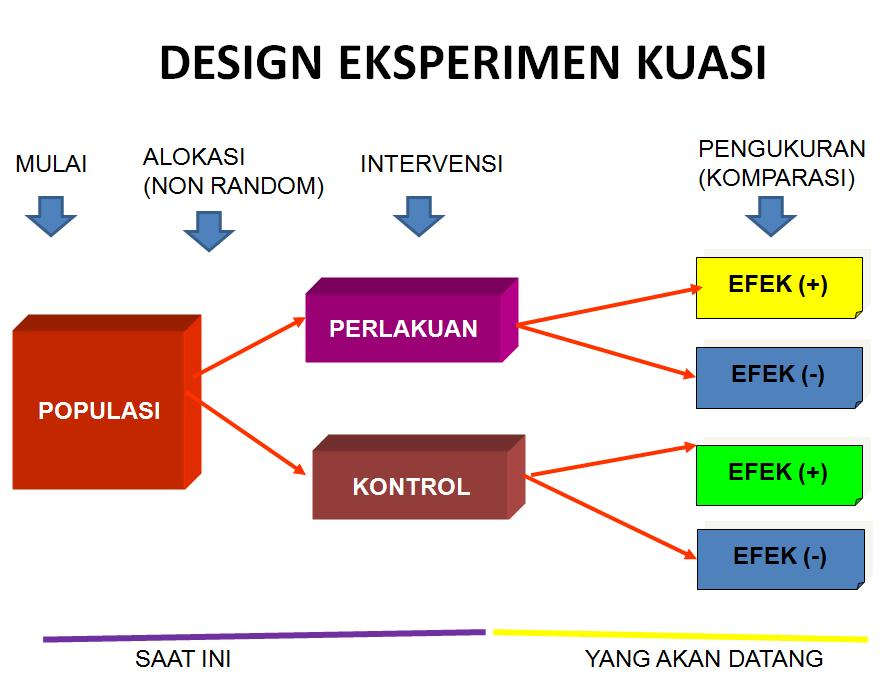 DESIGN EKSPERIMEN KUASI
MULAI
ALOKASI
(NON RANDOM)
INTERVENSI
PENGUKURAN
(KOMPARASI)
POPULASI
PERLAKUAN
KONTROL
EFEK (+)
EFEK (-)
EFEK (+)
EFEK (-)
SAAT INI
YANG AKAN DATANG